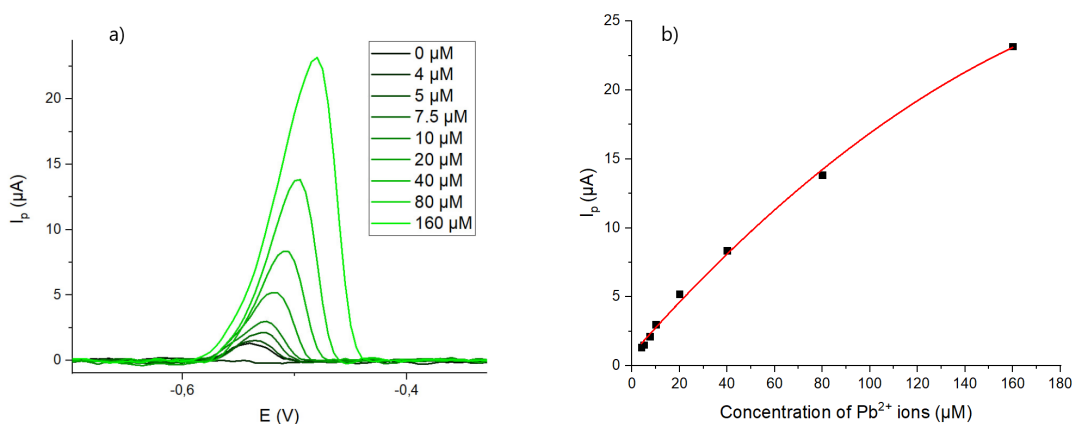 a)
I_p (µA)
20
15
10
5
0
-0,6
-0,4
E (V)
0 µM
4 µM
5 µM
7.5 µM
10 µM
20 µM
40 µM
80 µM
160 µM
b)
I_p (µA)
25
20
15
10
5
0
0
20
40
60
80
100
120
140
160
180
Concentration of Pb²⁺ ions (µM)